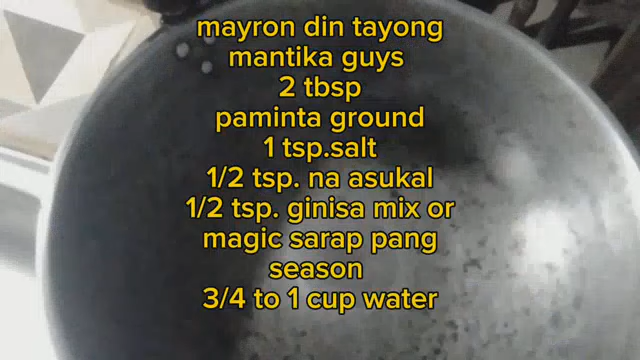 mayron din tayong
mantika guys
2 tbsp
paminta ground
1 tsp.salt
1/2 tsp. na asukal
1/2 tsp. ginisa mix or
magic sarap pang
season
3/4 to 1 cup water